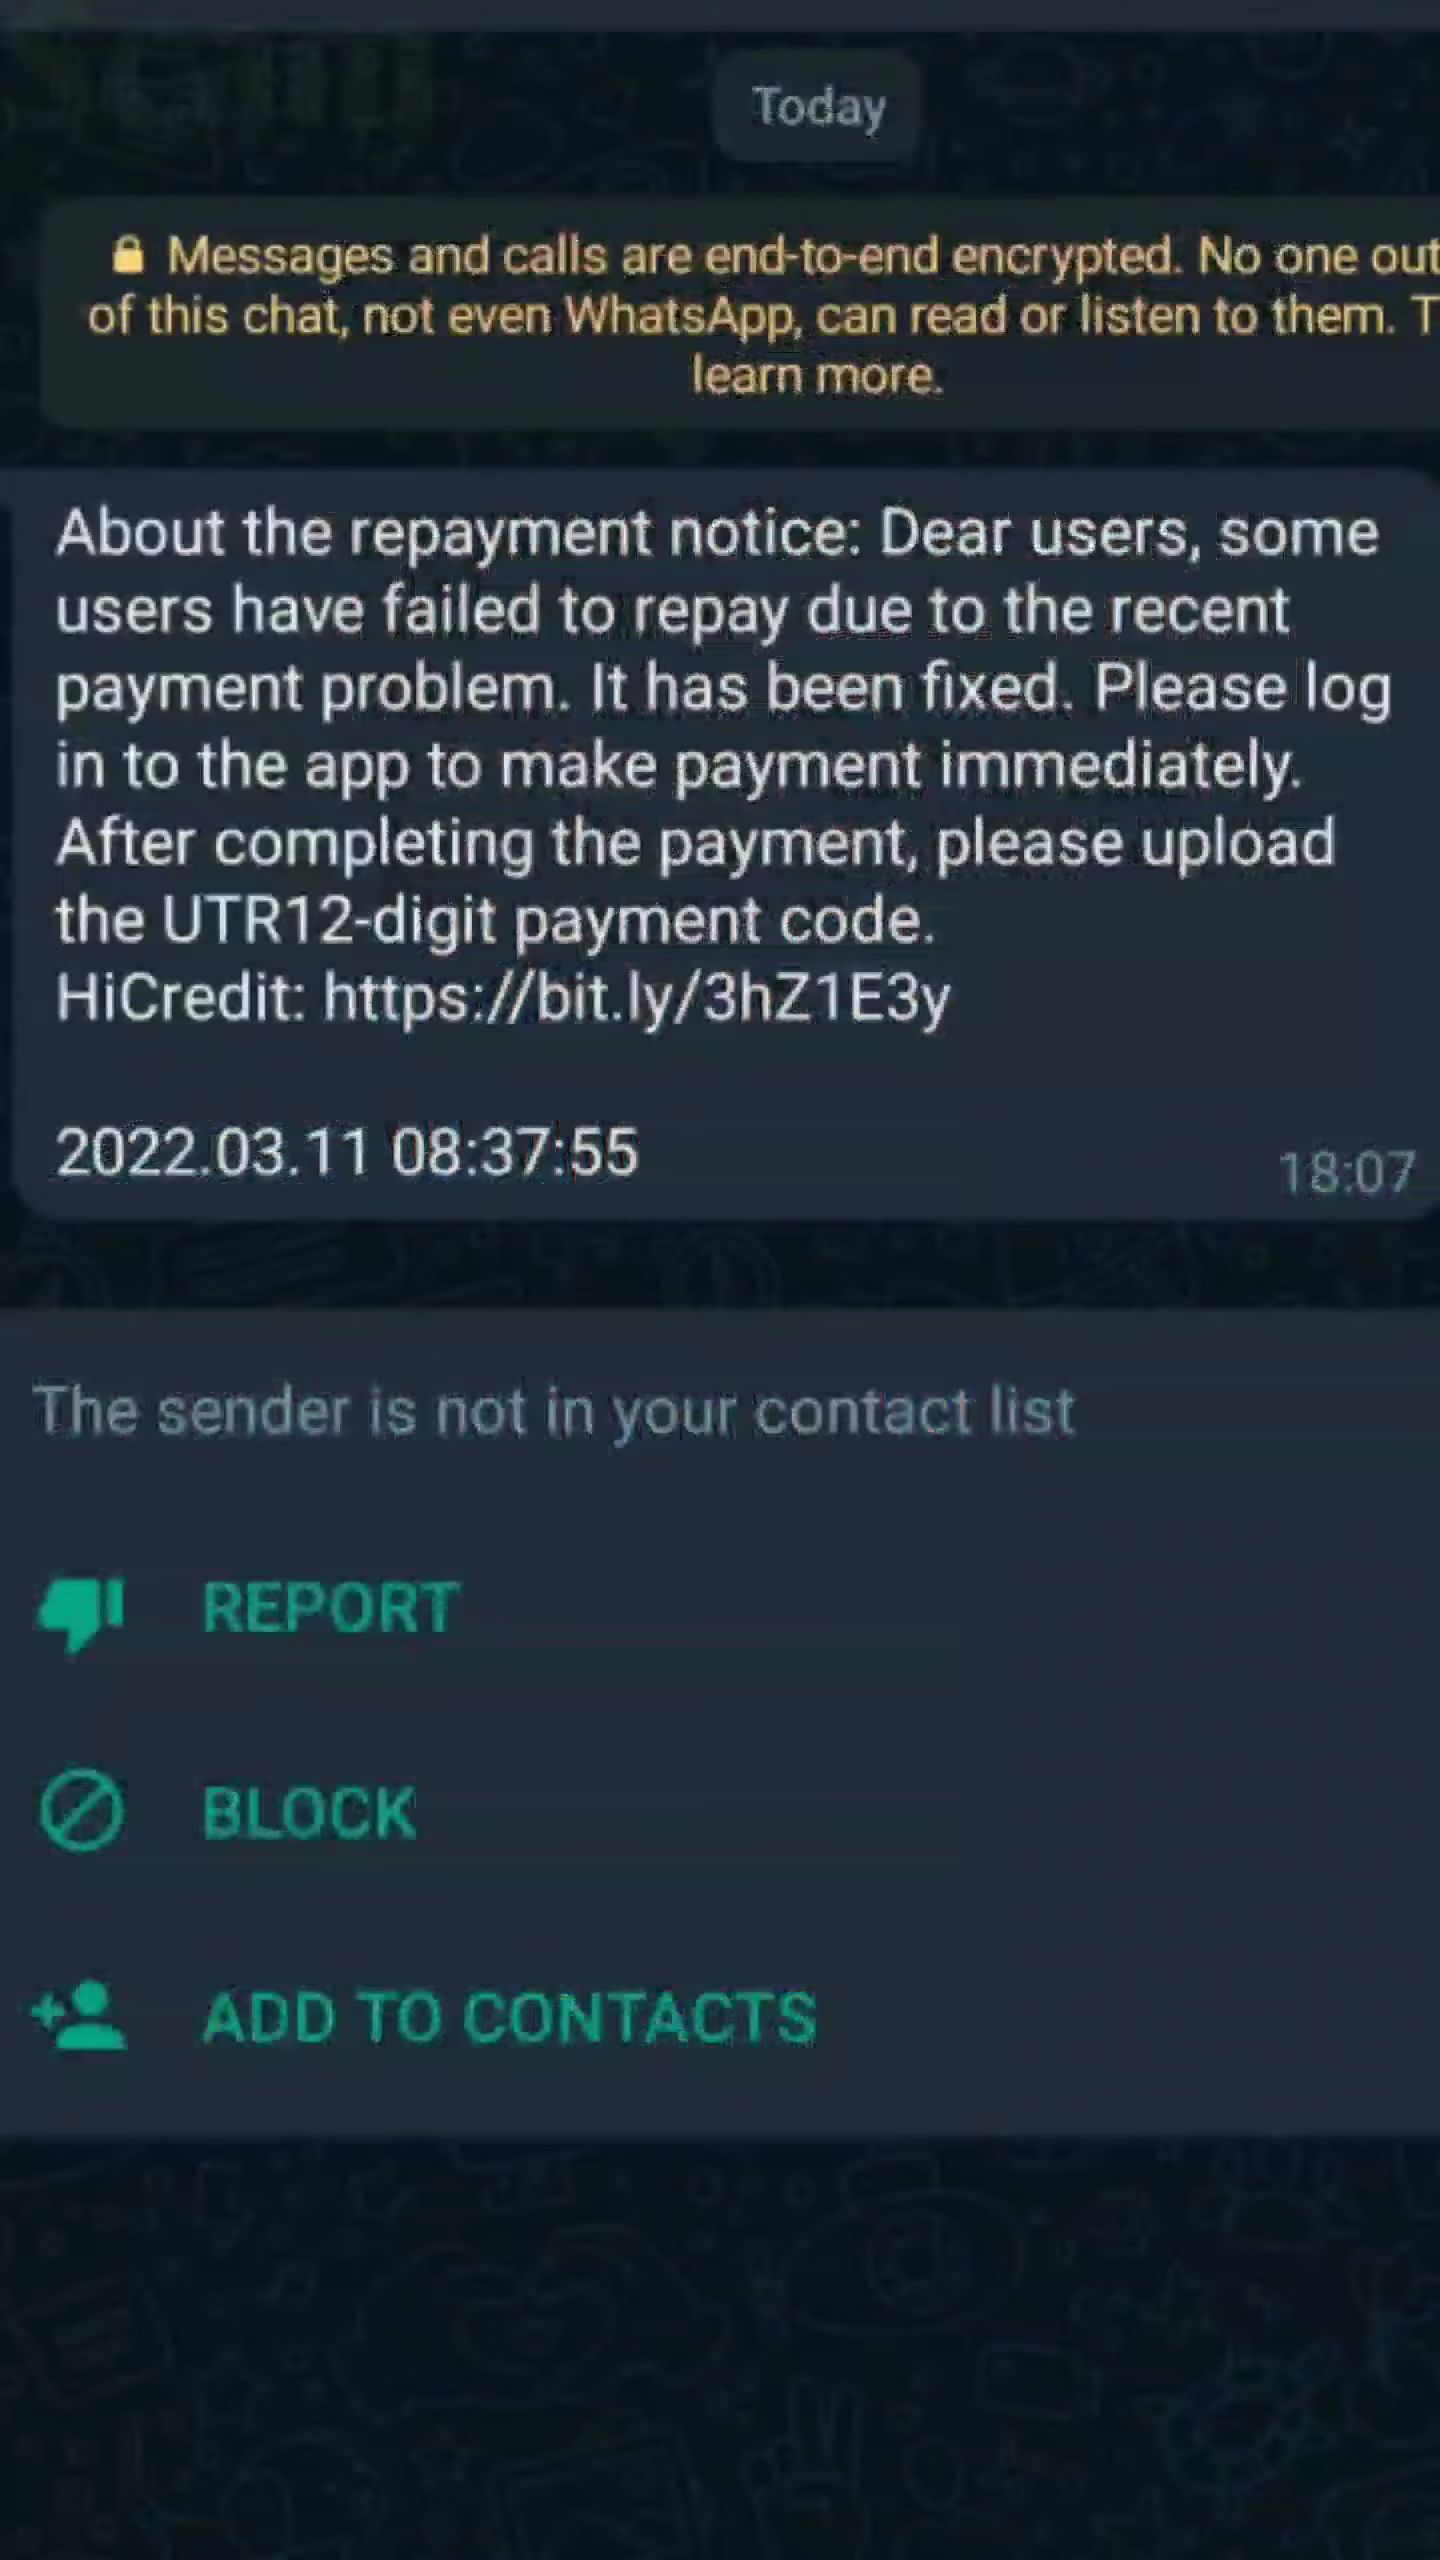 Today
Messages and calls are end-to-end encrypted. No one out
of this chat, not even WhatsApp, can read or listen to them. T
learn more.
About the repayment notice: Dear users, some
users have failed to repay due to the recent
payment problem. It has been fixed. Please log
in to the app to make payment immediately.
After completing the payment, please upload
the UTR12-digit payment code.
HiCredit: https://bit.ly/3hZ1E3y
2022.03.11 08:37:55
18:07
The sender is not in your contact list
REPORT
BLOCK
ADD TO CONTACTS